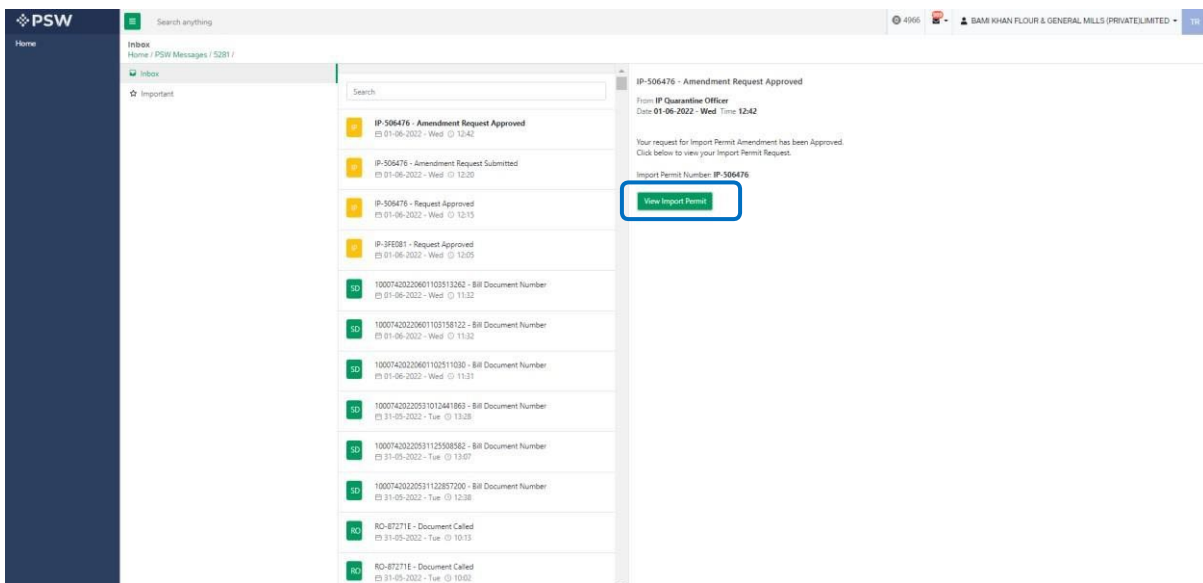 PSW
Search anything
4966
BAMI KHAN FLOUR & GENERAL MILLS (PRIVATE)LIMITED
TR
Home
Inbox
Home / PSW Messages / 5281 /
Inbox
Important
Search
IP
IP-506476 - Amendment Request Approved
01-06-2022 - Wed 12:42
IP
IP-506476 - Amendment Request Submitted
01-06-2022 - Wed 12:20
IP
IP-506476 - Request Approved
01-06-2022 - Wed 12:15
IP
IP-3FE081 - Request Approved
01-06-2022 - Wed 12:05
SD
10007420220601103513262 - Bill Document Number
01-06-2022 - Wed 11:32
SD
10007420220601103158122 - Bill Document Number
01-06-2022 - Wed 11:32
SD
10007420220601102511030 - Bill Document Number
01-06-2022 - Wed 11:31
SD
10007420220531012441863 - Bill Document Number
31-05-2022 - Tue 13:28
SD
10007420220531125508582 - Bill Document Number
31-05-2022 - Tue 13:07
SD
10007420220531122857200 - Bill Document Number
31-05-2022 - Tue 12:38
RO
RO-87271E - Document Called
31-05-2022 - Tue 10:13
RO
RO-87271E - Document Called
31-05-2022 - Tue 10:02
IP-506476 - Amendment Request Approved
From IP Quarantine Officer
Date 01-06-2022 - Wed Time 12:42
Your request for Import Permit Amendment has been Approved.
Click below to view your Import Permit Request.
Import Permit Number: IP-506476
View Import Permit